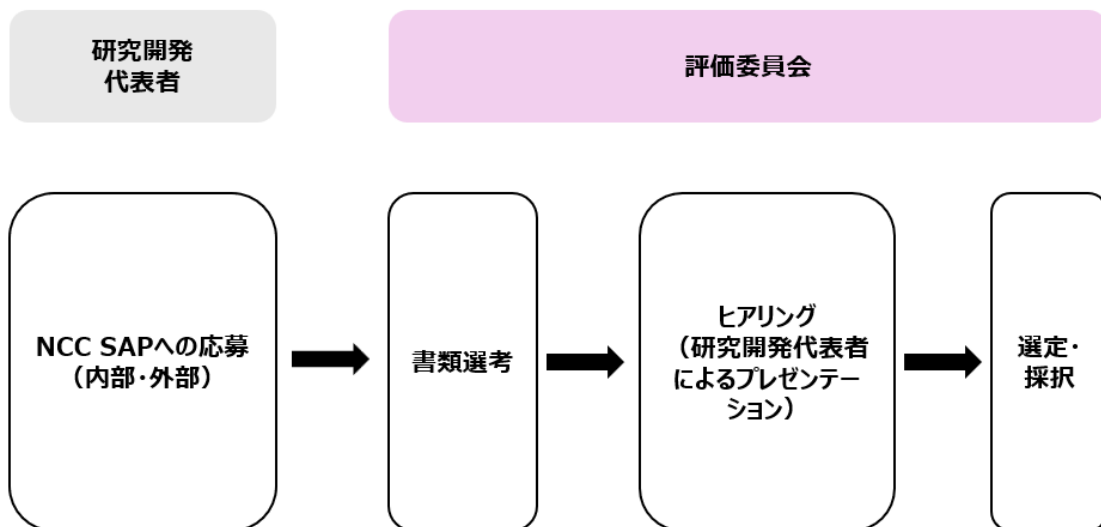 研究開発
代表者
評価委員会
NCC SAPへの応募
（内部・外部）
書類選考
ヒアリング
（研究開発代表者
によるプレゼンテー
ション）
選定・
採択